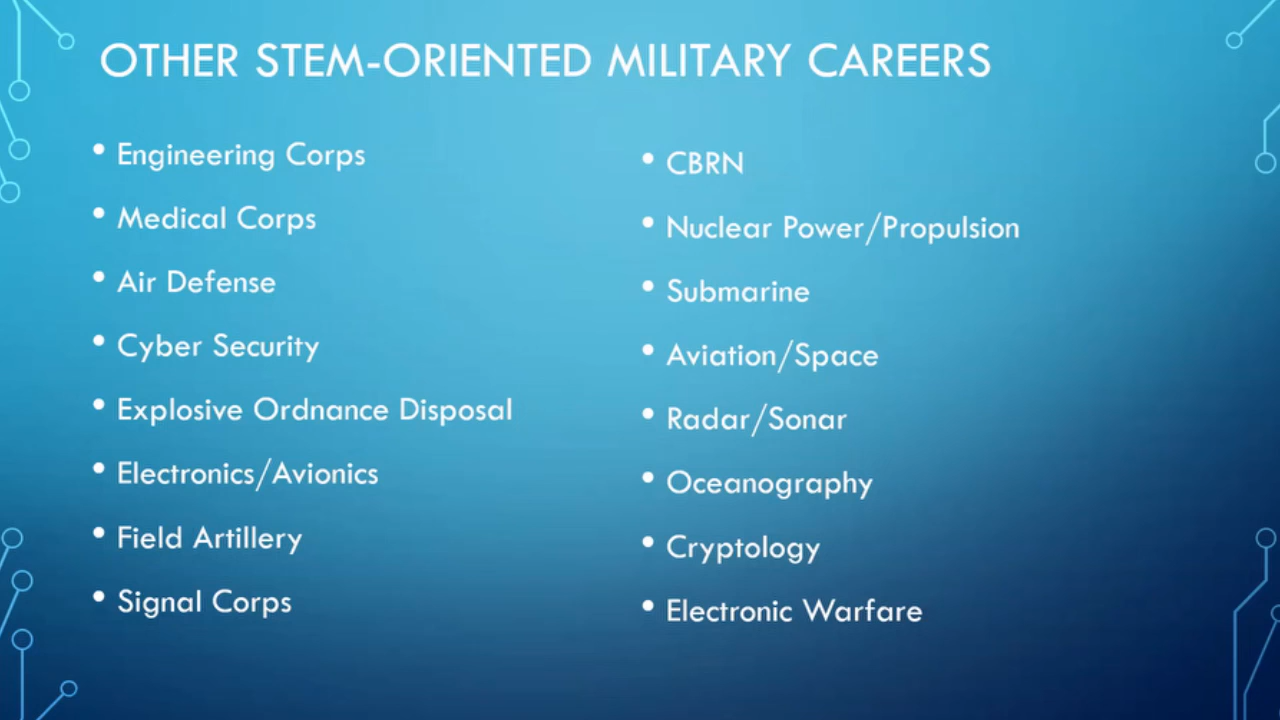 OTHER STEM-ORIENTED MILITARY CAREERS
• Engineering Corps
• Medical Corps
• Air Defense
• Cyber Security
• Explosive Ordnance Disposal
• Electronics/Avionics
• Field Artillery
• Signal Corps
• CBRN
• Nuclear Power/Propulsion
• Submarine
• Aviation/Space
• Radar/Sonar
• Oceanography
• Cryptology
• Electronic Warfare